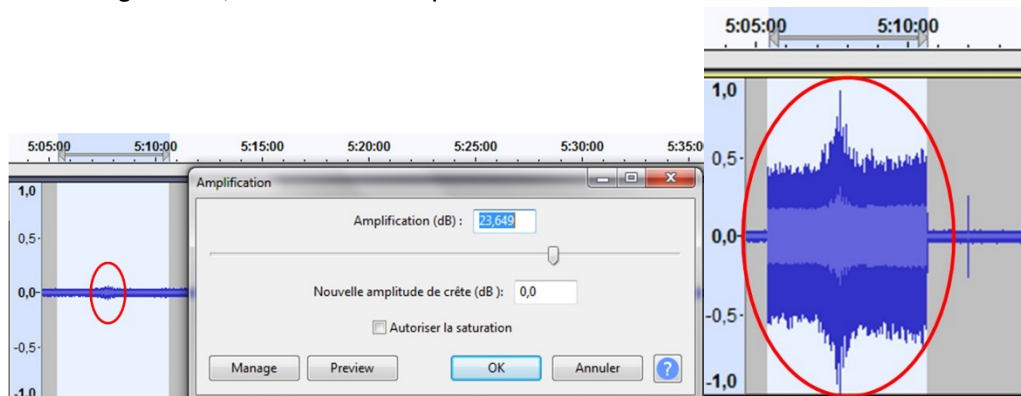 5:05:00 5:10:00
5:05:00 5:10:00 5:15:00 5:20:00 5:25:00 5:30:00 5:35:0
1,0
0,5-
0,0-
-0,5-
-1,0
Amplification
Amplification (dB) : 23,649
Nouvelle amplitude de crête (dB ): 0,0
Autoriser la saturation
Manage Preview OK Annuler ?
1,0
0,5-
0,0-
-0,5-
-1,0